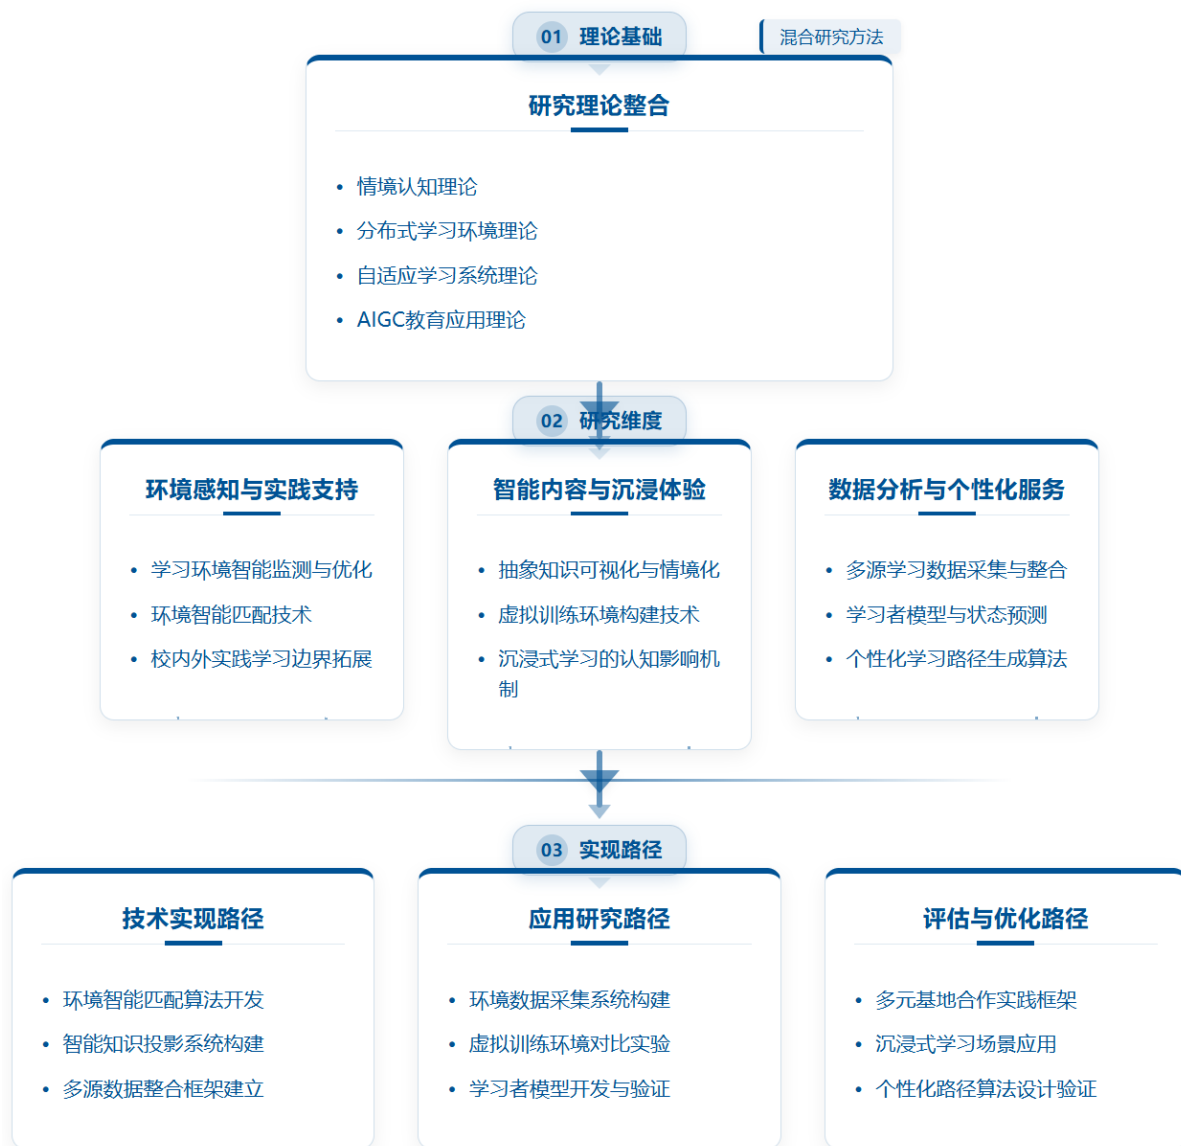 01 理论基础
混合研究方法
研究理论整合
• 情境认知理论
• 分布式学习环境理论
• 自适应学习系统理论
• AIGC教育应用理论
02 研究维度
环境感知与实践支持
• 学习环境智能监测与优化
• 环境智能匹配技术
• 校内外实践学习边界拓展
智能内容与沉浸体验
• 抽象知识可视化与情境化
• 虚拟训练环境构建技术
• 沉浸式学习的认知影响机
制
数据分析与个性化服务
• 多源学习数据采集与整合
• 学习者模型与状态预测
• 个性化学习路径生成算法
03 实现路径
技术实现路径
• 环境智能匹配算法开发
• 智能知识投影系统构建
• 多源数据整合框架建立
应用研究路径
• 环境数据采集系统构建
• 虚拟训练环境对比实验
• 学习者模型开发与验证
评估与优化路径
• 多元基地合作实践框架
• 沉浸式学习场景应用
• 个性化路径算法设计验证